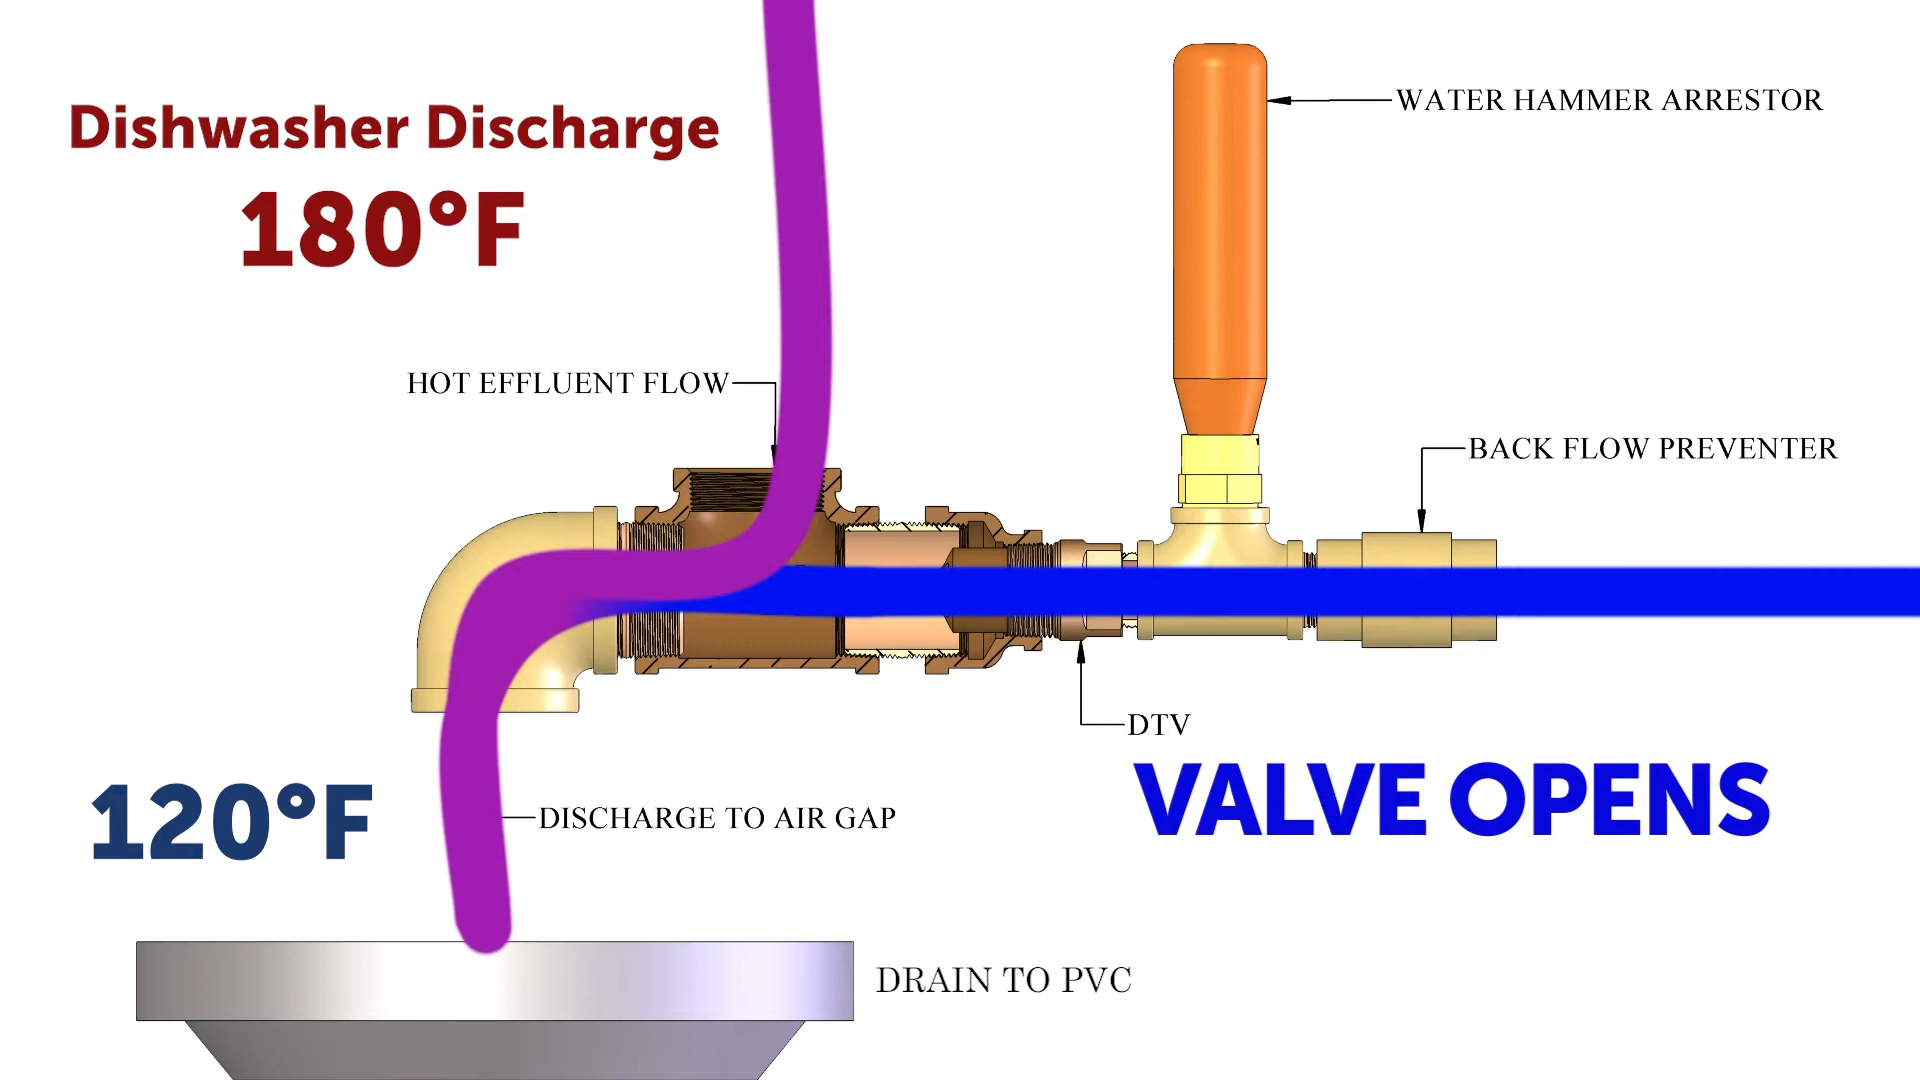 Dishwasher Discharge
180°F
WATER HAMMER ARRESTOR
HOT EFFLUENT FLOW
BACK FLOW PREVENTER
DTV
VALVE OPENS
120°F
DISCHARGE TO AIR GAP
DRAIN TO PVC